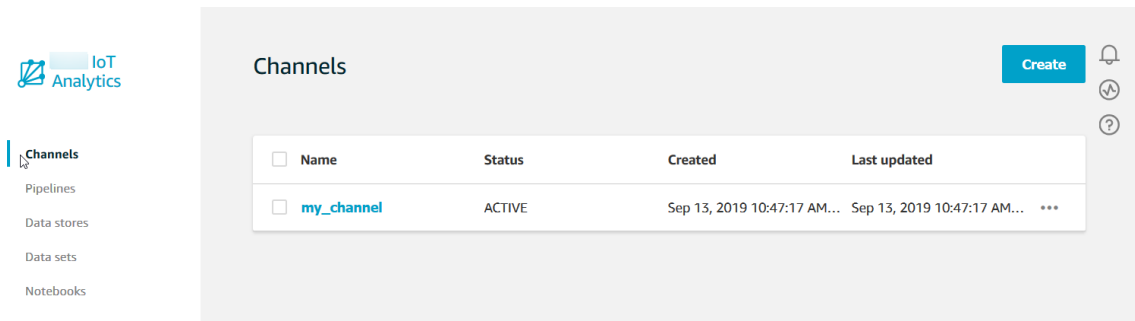 IoT
Analytics
Channels
Pipelines
Data stores
Data sets
Notebooks
Channels
Create
Name Status Created Last updated
my_channel ACTIVE Sep 13, 2019 10:47:17 AM... Sep 13, 2019 10:47:17 AM...